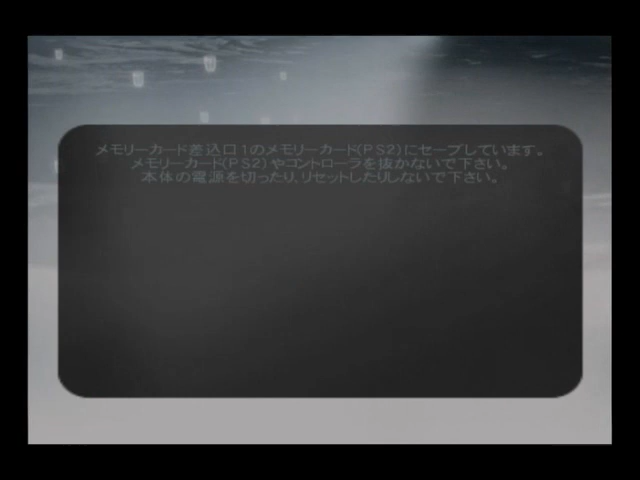 メモリーカード差込口1のメモリーカード(PS2)にセーブしています。
メモリーカード(PS2)やコントローラを抜かないで下さい。
本体の電源を切ったり、リセットしたりしないで下さい。